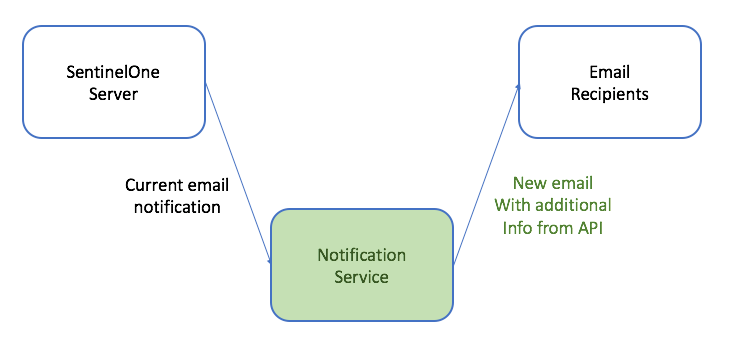 SentinelOne
Server
Email
Recipients
Current email
notification
New email
With additional
Info from API
Notification
Service